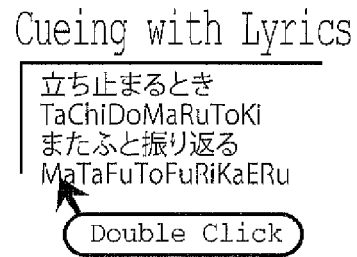 Cueing with Lyrics
立ち止まるとき
TaChiDoMaRuToKi
またふと振り返る
MaTaFuToFuRiKaERu
Double Click